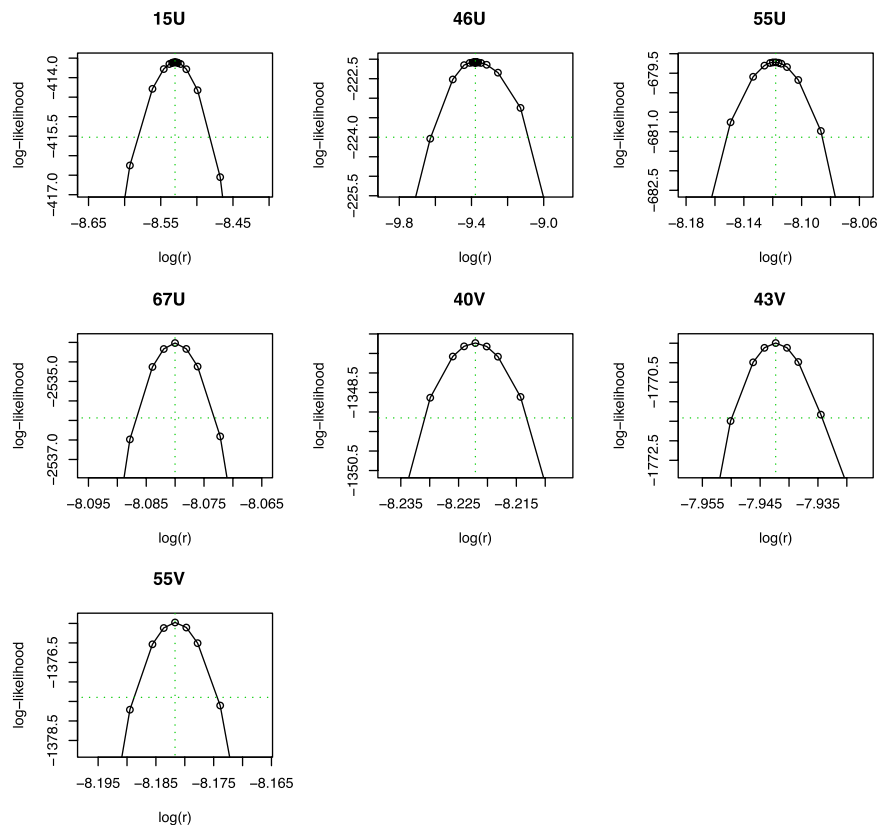 15U
log−likelihood
−414.0
−415.5
−417.0
−8.65
−8.55
−8.45
log(r)
46U
log−likelihood
−222.5
−224.0
−225.5
−9.8
−9.4
−9.0
log(r)
55U
log−likelihood
−679.5
−681.0
−682.5
−8.18
−8.14
−8.10
−8.06
log(r)
67U
log−likelihood
−2535.0
−2537.0
−8.095
−8.085
−8.075
−8.065
log(r)
40V
log−likelihood
−1348.5
−1350.5
−8.235
−8.225
−8.215
log(r)
43V
log−likelihood
−1770.5
−1772.5
−7.955
−7.945
−7.935
log(r)
55V
log−likelihood
−1376.5
−1378.5
−8.195
−8.185
−8.175
−8.165
log(r)